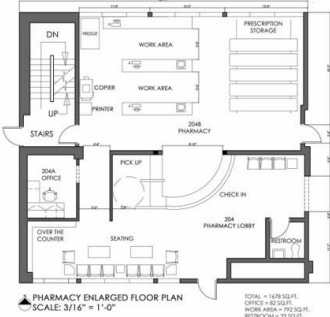 DN
FRIDGE
PRESCRIPTION
STORAGE
WORK AREA
WORK AREA
UP
COPIER
PRINTER
STAIRS
204B
PHARMACY
204A
OFFICE
PICK UP
CHECK IN
204
PHARMACY LOBBY
OVER THE
COUNTER
SEATING
RESTROOM
PHARMACY ENLARGED FLOOR PLAN
SCALE: 3/16" = 1'-0"
TOTAL = 1678 SQ.FT.
OFFICE = 82 SQ.FT.
WORK AREA = 792 SQ.FT.